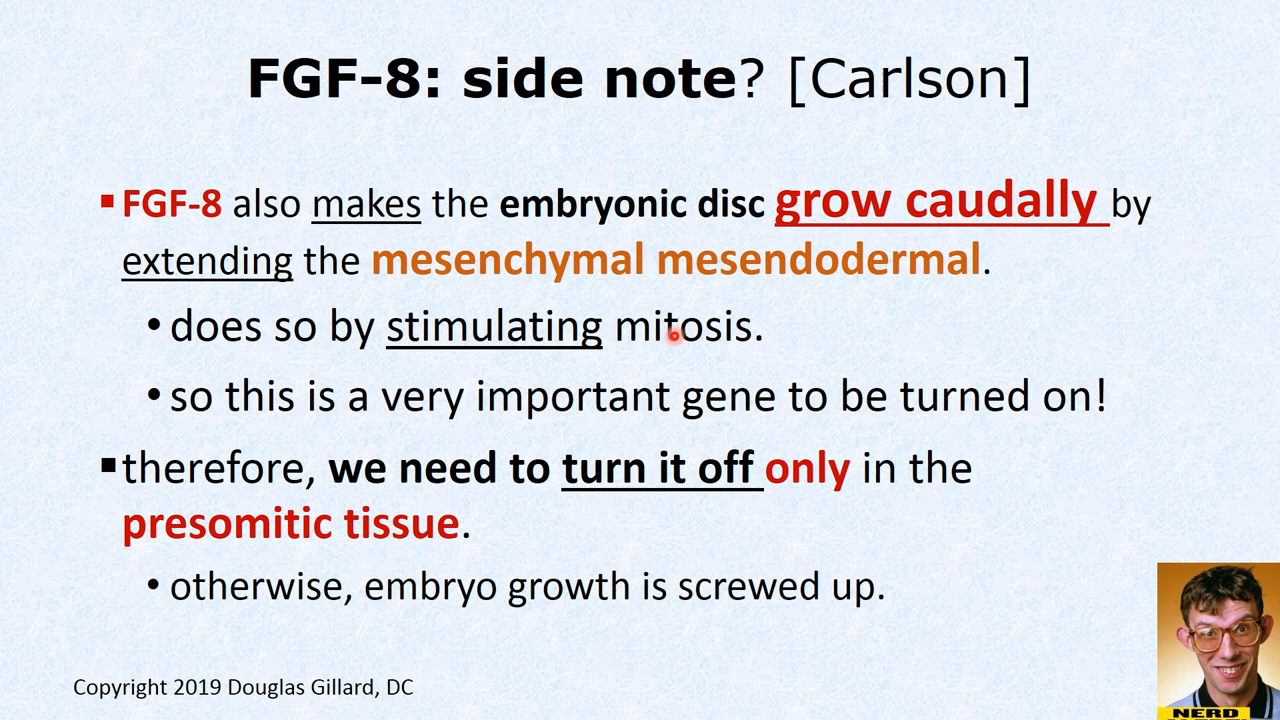 FGF-8: side note? [Carlson]
▪FGF-8 also makes the embryonic disc grow caudally by
extending the mesenchymal mesendodermal.
•does so by stimulating mitosis.
•so this is a very important gene to be turned on!
▪therefore, we need to turn it off only in the
presomitic tissue.
•otherwise, embryo growth is screwed up.
Copyright 2019 Douglas Gillard, DC
NERD